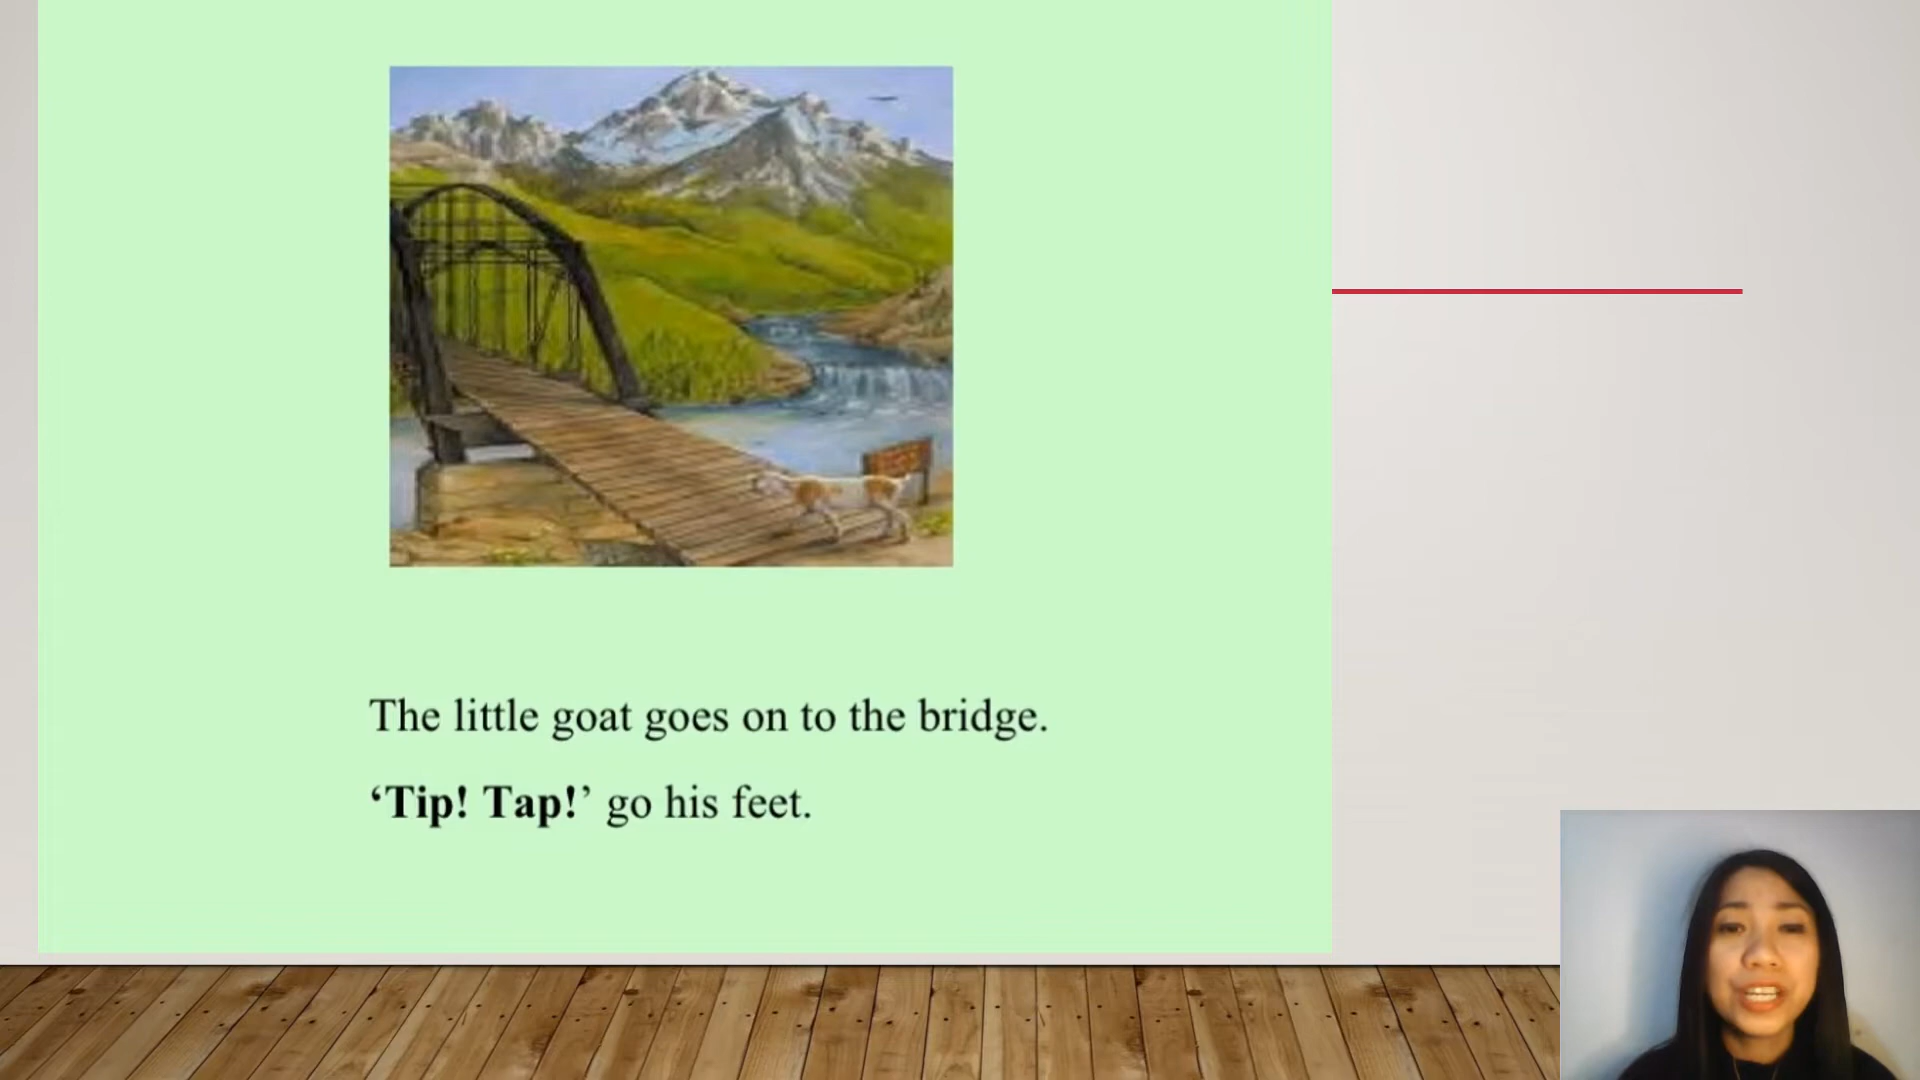 The little goat goes on to the bridge.
‘Tip! Tap!’ go his feet.